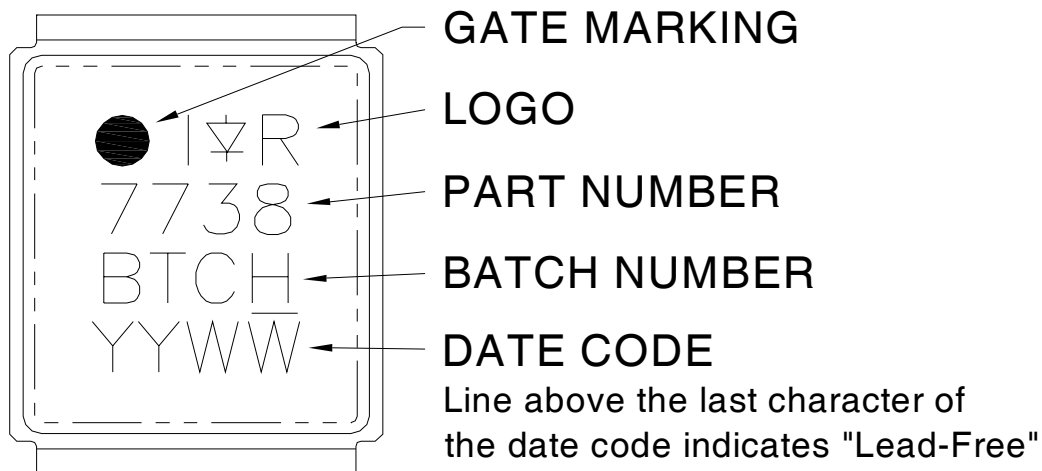 GATE MARKING
I R
LOGO
7738
PART NUMBER
BTCH
BATCH NUMBER
YYWW̅
DATE CODE
Line above the last character of
the date code indicates "Lead-Free"